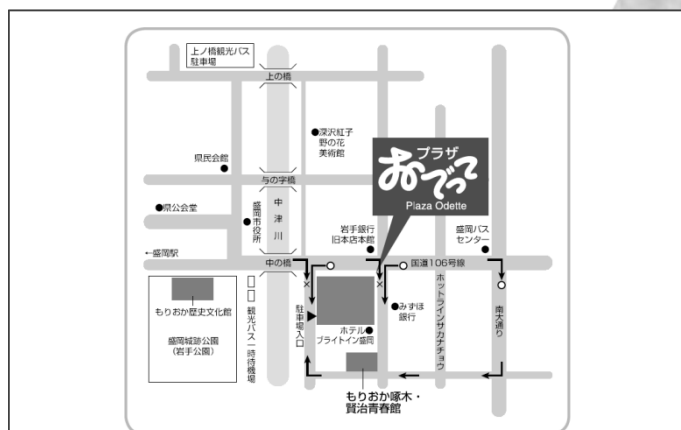 上ノ橋観光バス
駐車場
上の橋
●深沢紅子
野の花
美術館
県民会館
プラザ
おでって
Plaza Odette
与の字橋
中津川
●県公会堂
盛岡市役所
岩手銀行
旧本店本館
盛岡バス
センター
←盛岡駅
中の橋
国道106号線
もりおか歴史文化館
盛岡城跡公園
(岩手公園)
観光バス一時待機場
駐車場入口
●みずほ
銀行
ホテル●
ブライトイン盛岡
ホットラインサカナチョウ
南大通り
もりおか啄木・
賢治青春館